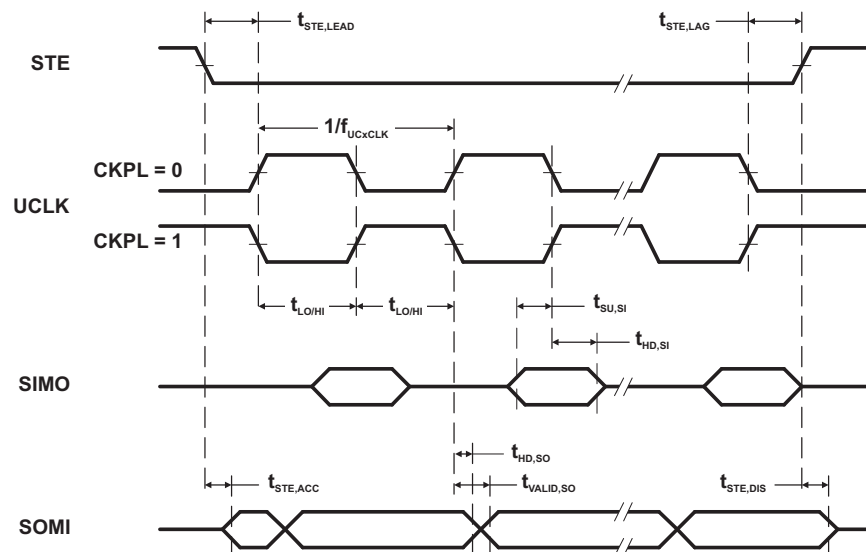 tSTE,LEAD
tSTE,LAG
STE
1/fUCxCLK
CKPL = 0
UCLK
CKPL = 1
tLO/HI tLO/HI
tSU,SI
tHD,SI
SIMO
tHD,SO
tSTE,ACC
tVALID,SO
tSTE,DIS
SOMI